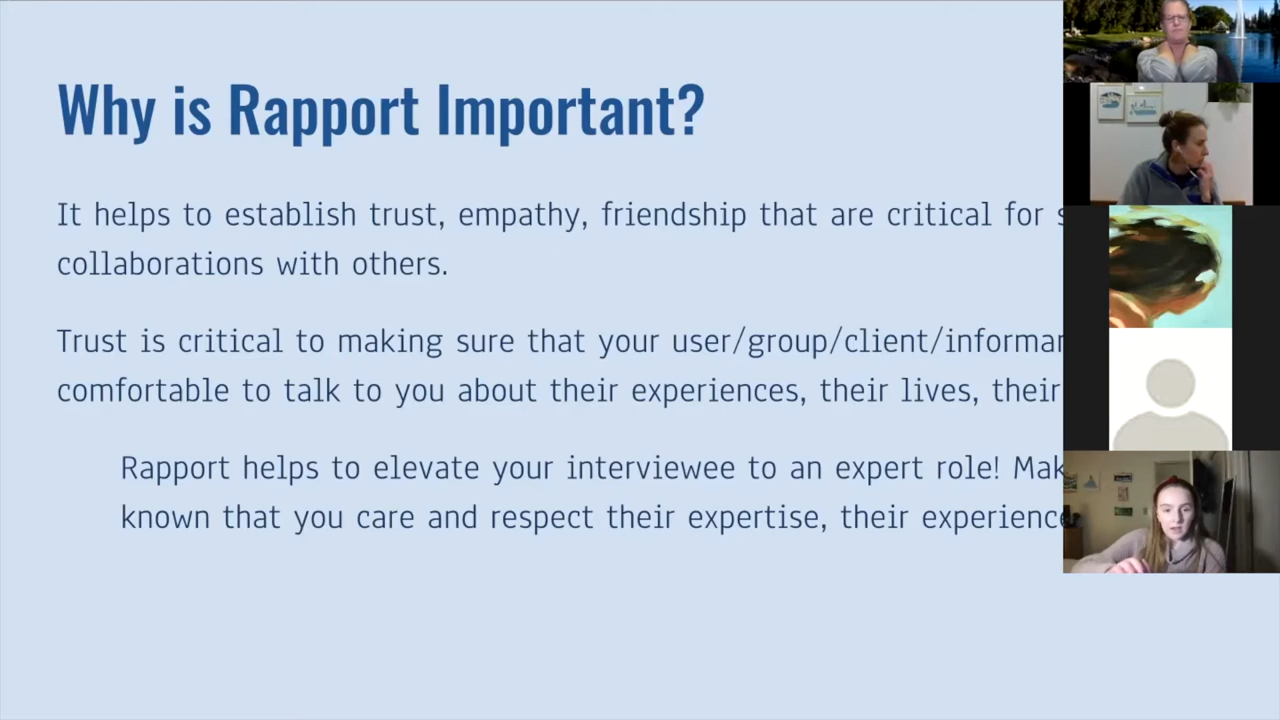 Why is Rapport Important?
It helps to establish trust, empathy, friendship that are critical for
collaborations with others.
Trust is critical to making sure that your user/group/client/informan
comfortable to talk to you about their experiences, their lives, their
Rapport helps to elevate your interviewee to an expert role! Mak
known that you care and respect their expertise, their experience